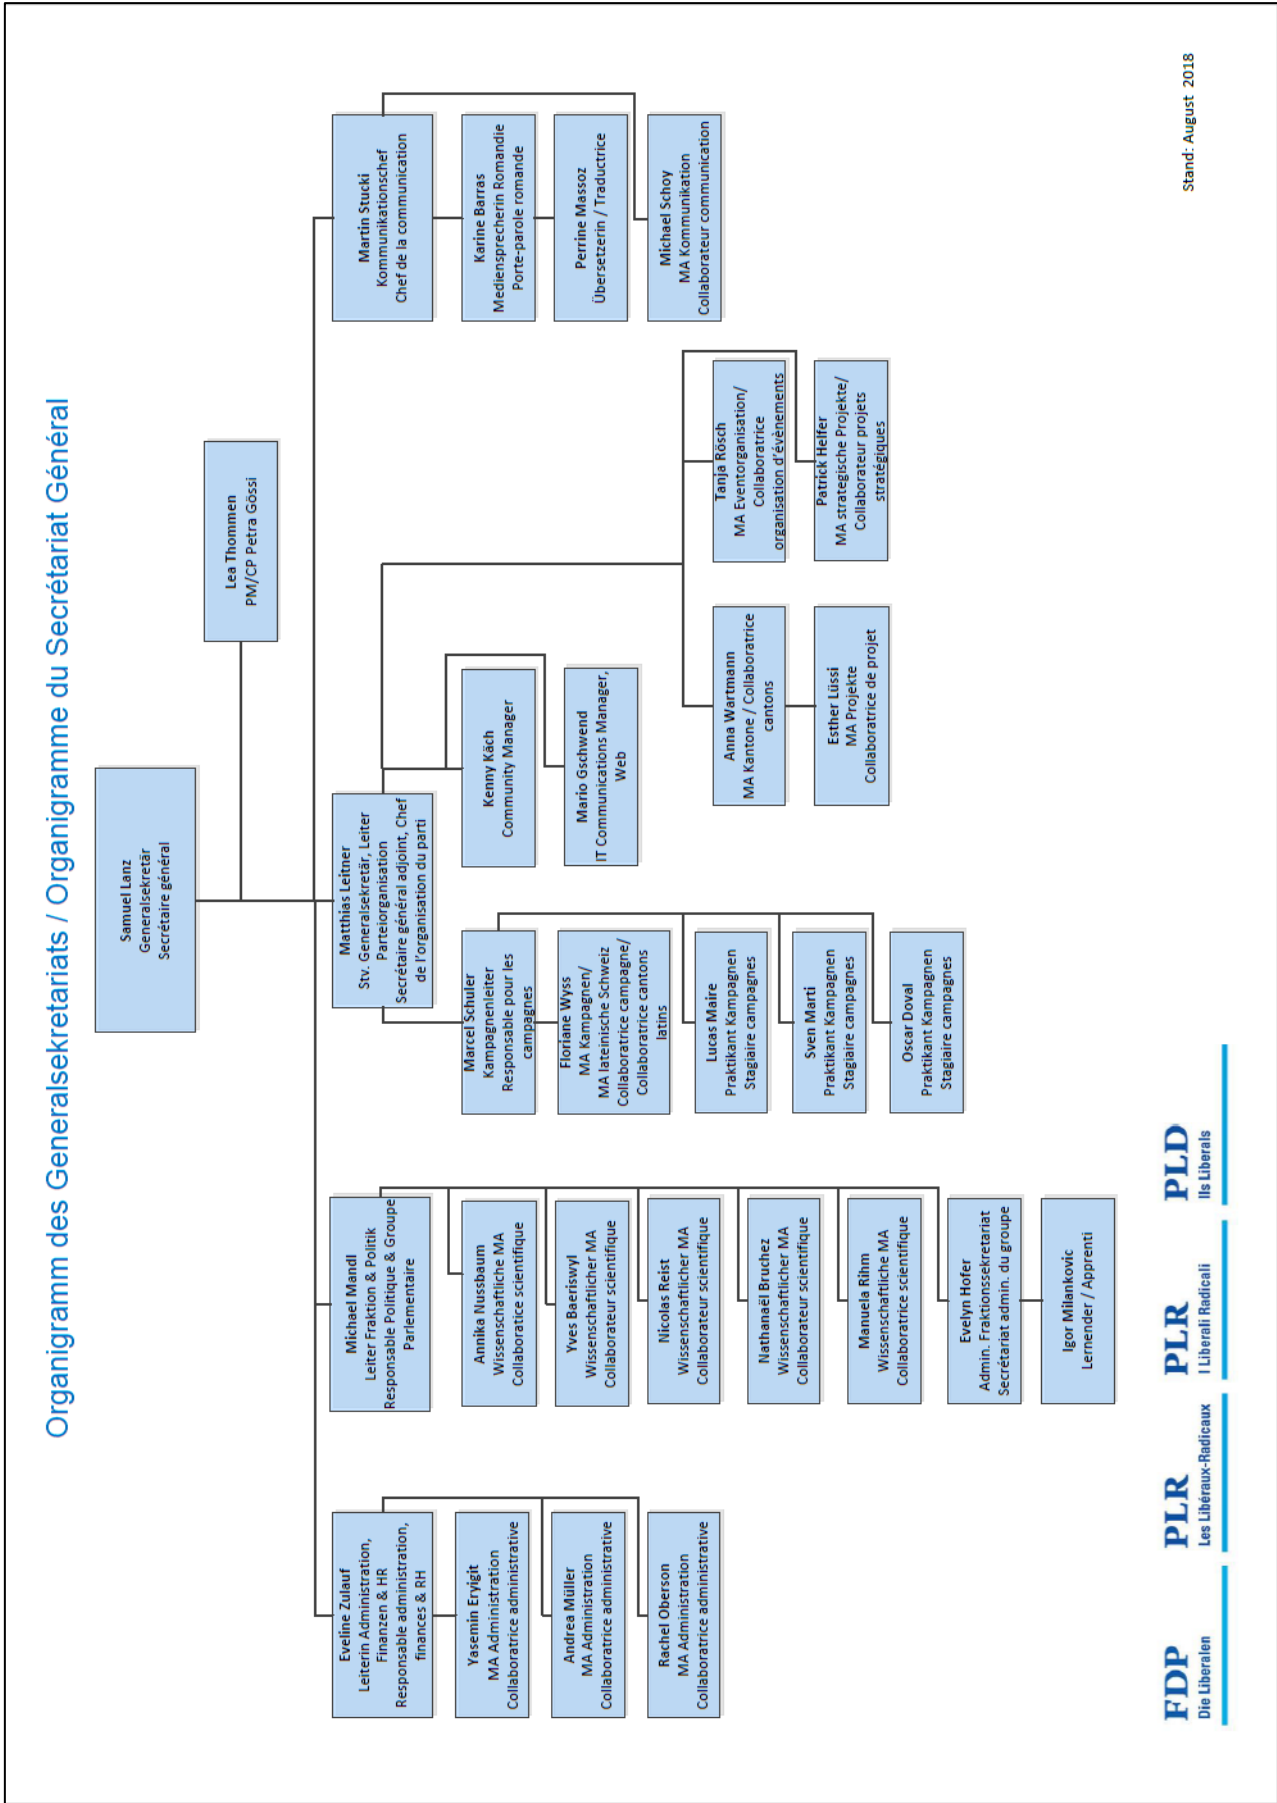 Organigramm des Generalsekretariats / Organigramme du Secrétariat Général
Samuel Lanz
Generalsekretär
Secrétaire général
Lea Thommen
PM/CP Petra Gössi
Eveline Zulauf
Leiterin Administration,
Finanzen & HR
Responsable administration,
finances & RH
Yasemin Eryigit
MA Administration
Collaboratrice administrative
Andrea Müller
MA Administration
Collaboratrice administrative
Rachel Oberson
MA Administration
Collaboratrice administrative
Michael Mandl
Leiter Fraktion & Politik
Responsable Politique & Groupe
Parlementaire
Annika Nussbaum
Wissenschaftliche MA
Collaboratice scientifique
Yves Baeriswyl
Wissenschaftlicher MA
Collaborateur scientifique
Nicolas Reist
Wissenschaftlicher MA
Collaborateur scientifique
Nathanaël Bruchez
Wissenschaftlicher MA
Collaborateur scientifique
Manuela Rihm
Wissenschaftliche MA
Collaboratrice scientifique
Evelyn Hofer
Admin. Fraktionssekretariat
Secrétariat admin. du groupe
Igor Milankovic
Lernender / Apprenti
Matthias Leitner
Stv. Generalsekretär, Leiter
Parteiorganisation
Secrétaire général adjoint, Chef
de l'organisation du parti
Marcel Schuler
Kampagnenleiter
Responsable pour les
campagnes
Floriane Wyss
MA Kampagnen/
MA lateinische Schweiz
Collaboratrice campagne/
Collaboratrice cantons
latins
Lucas Maire
Praktikant Kampagnen
Stagiaire campagnes
Sven Marti
Praktikant Kampagnen
Stagiaire campagnes
Oscar Doval
Praktikant Kampagnen
Stagiaire campagnes
Kenny Käch
Community Manager
Mario Gschwend
IT Communications Manager,
Web
Anna Wartmann
MA Kantone / Collaboratrice
cantons
Esther Lüssi
MA Projekte
Collaboratrice de projet
Tanja Rösch
MA Eventorganisation/
Collaboratrice
organisation d'évènements
Patrick Helfer
MA strategische Projekte/
Collaborateur projets
stratégiques
Martin Stucki
Kommunikationschef
Chef de la communication
Karine Barras
Mediensprecherin Romandie
Porte-parole romande
Perrine Massoz
Übersetzerin / Traductrice
Michael Schoy
MA Kommunikation
Collaborateur communication
FDP
Die Liberalen
PLR
Les Libéraux-Radicaux
PLR
I Liberali Radicali
PLD
Ils Liberals
Stand: August 2018